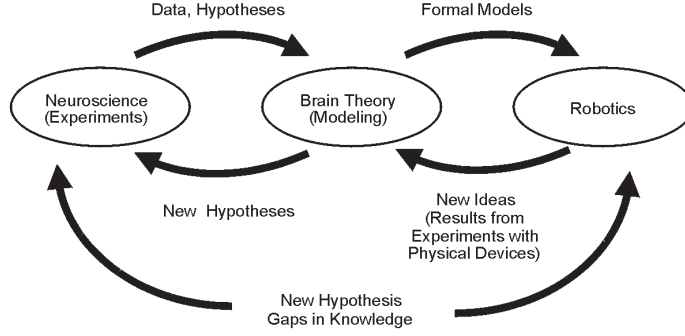 Data, Hypotheses
Formal Models
Neuroscience
(Experiments)
Brain Theory
(Modeling)
Robotics
New Hypotheses
New Ideas
(Results from
Experiments with
Physical Devices)
New Hypothesis
Gaps in Knowledge